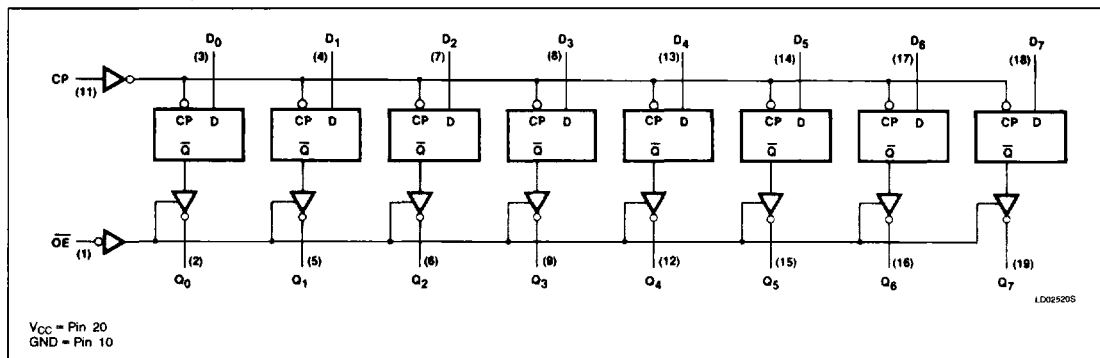 D₀ D₁ D₂ D₃ D₄ D₅ D₆ D₇
(3) (4) (7) (8) (13) (14) (17) (18)
CP
(11)
CP D CP D CP D CP D CP D CP D CP D CP D
Q̅ Q̅ Q̅ Q̅ Q̅ Q̅ Q̅ Q̅
O̅E̅
(1)
(2) (5) (6) (9) (12) (15) (16) (19)
Q₀ Q₁ Q₂ Q₃ Q₄ Q₅ Q₆ Q₇
LD02520S
V_CC = Pin 20
GND = Pin 10